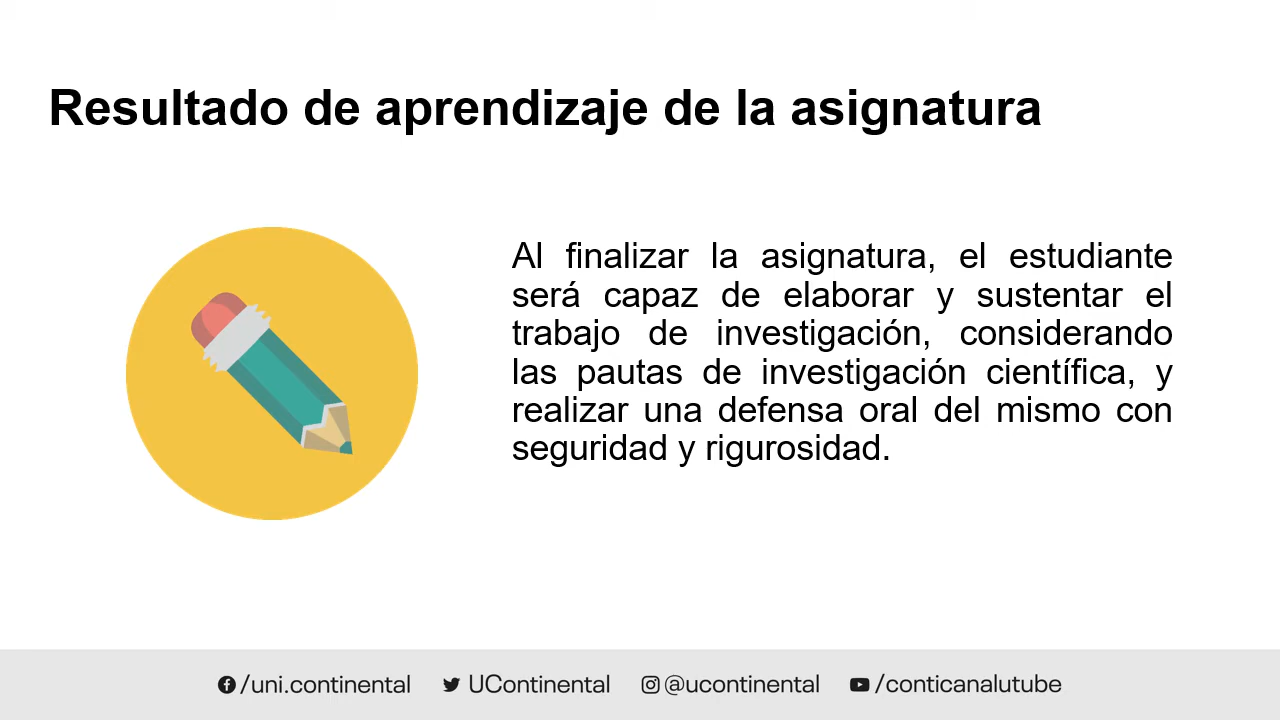 Resultado de aprendizaje de la asignatura
Al finalizar la asignatura, el estudiante
será capaz de elaborar y sustentar el
trabajo de investigación, considerando
las pautas de investigación científica, y
realizar una defensa oral del mismo con
seguridad y rigurosidad.
/uni.continental UContinental @ucontinental /conticanalutube